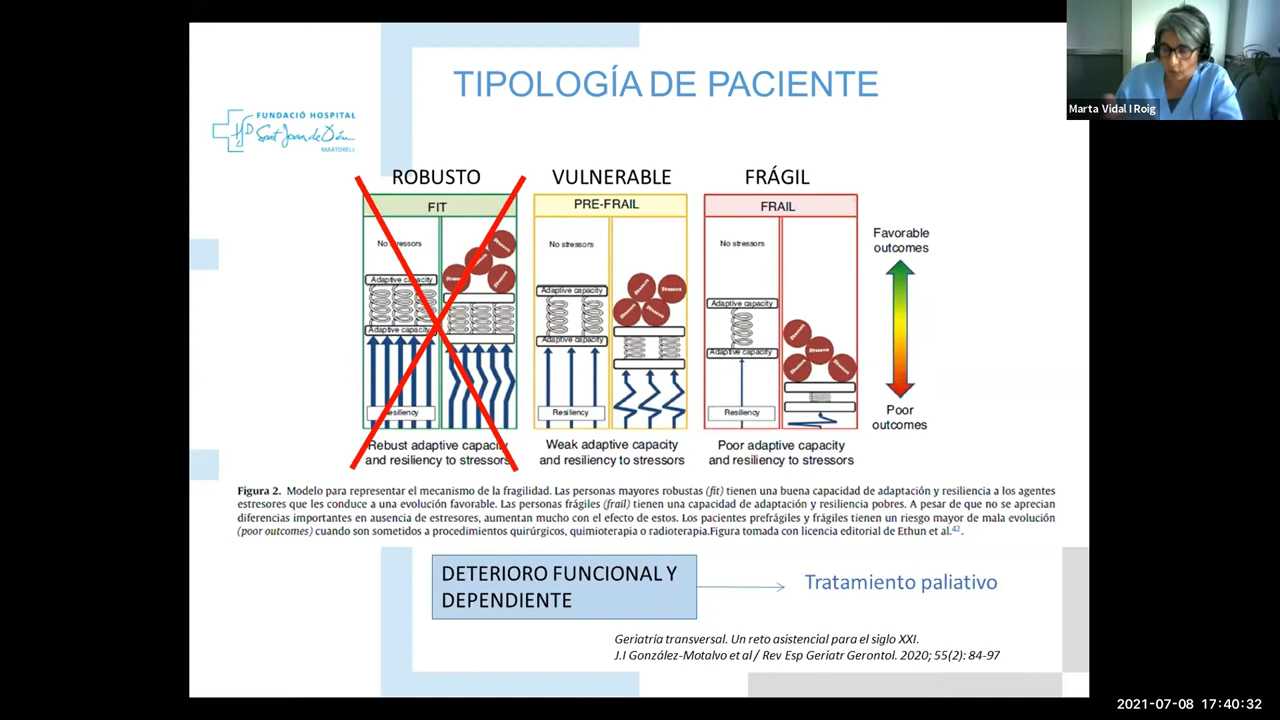 TIPOLOGÍA DE PACIENTE
Marta Vidal I Roig
FUNDACIÓ HOSPITAL
Sant Joan de Déu
MARTORELL
ROBUSTO
VULNERABLE
FRÁGIL
FIT
PRE-FRAIL
FRAIL
No stressors
Adaptive capacity
Adaptive capacity
Resiliency
Stressors
Robust adaptive capacity
and resiliency to stressors
No stressors
Adaptive capacity
Adaptive capacity
Resiliency
Stressors
Weak adaptive capacity
and resiliency to stressors
No stressors
Adaptive capacity
Adaptive capacity
Resiliency
Stressors
Poor adaptive capacity
and resiliency to stressors
Favorable
outcomes
Poor
outcomes
Figura 2. Modelo para representar el mecanismo de la fragilidad. Las personas mayores robustas (fit) tienen una buena capacidad de adaptación y resiliencia a los agentes
estresores que les conduce a una evolución favorable. Las personas frágiles (frail) tienen una capacidad de adaptación y resiliencia pobres. A pesar de que no se aprecian
diferencias importantes en ausencia de estresores, aumentan mucho con el efecto de estos. Los pacientes prefrágiles y frágiles tienen un riesgo mayor de mala evolución
(poor outcomes) cuando son sometidos a procedimientos quirúrgicos, quimioterapia o radioterapia.Figura tomada con licencia editorial de Ethun et al.42.
DETERIORO FUNCIONAL Y
DEPENDIENTE
Tratamiento paliativo
Geriatría transversal. Un reto asistencial para el siglo XXI.
J.I González-Motalvo et al / Rev Esp Geriatr Gerontol. 2020; 55(2): 84-97
2021-07-08 17:40:32